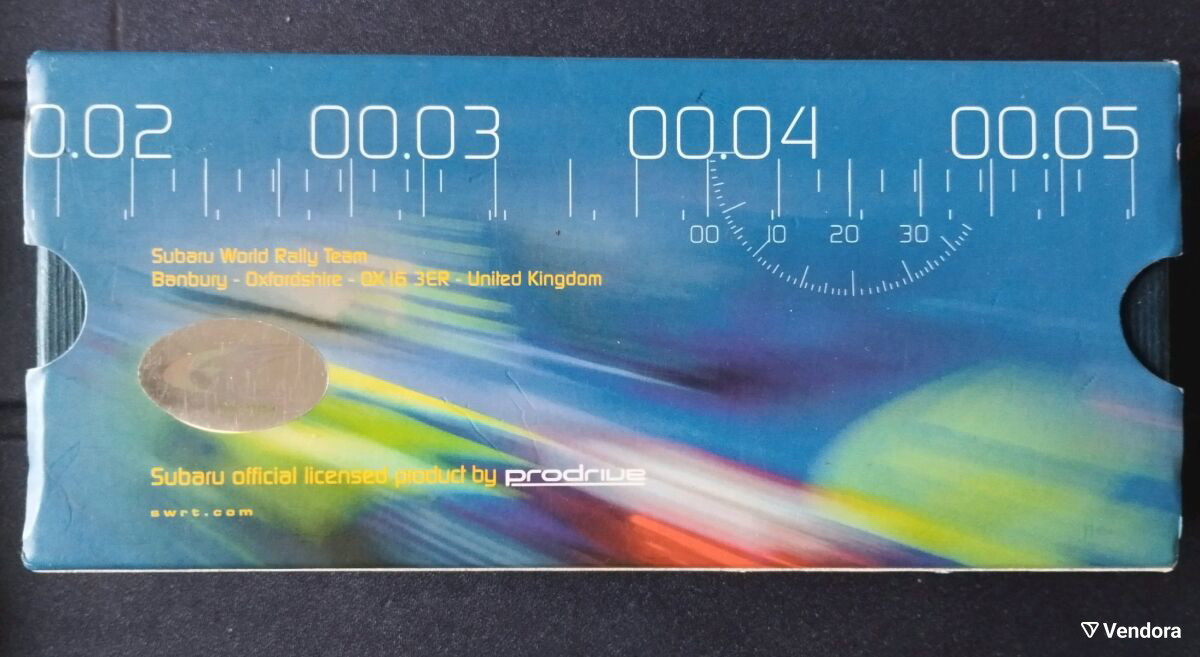 0.02 00.03 00.04 00.05
00 10 20 30
Subaru World Rally Team
Banbury - Oxfordshire - OX16 3ER - United Kingdom
Subaru official licensed product by prodrive
swrt.com
Vendora